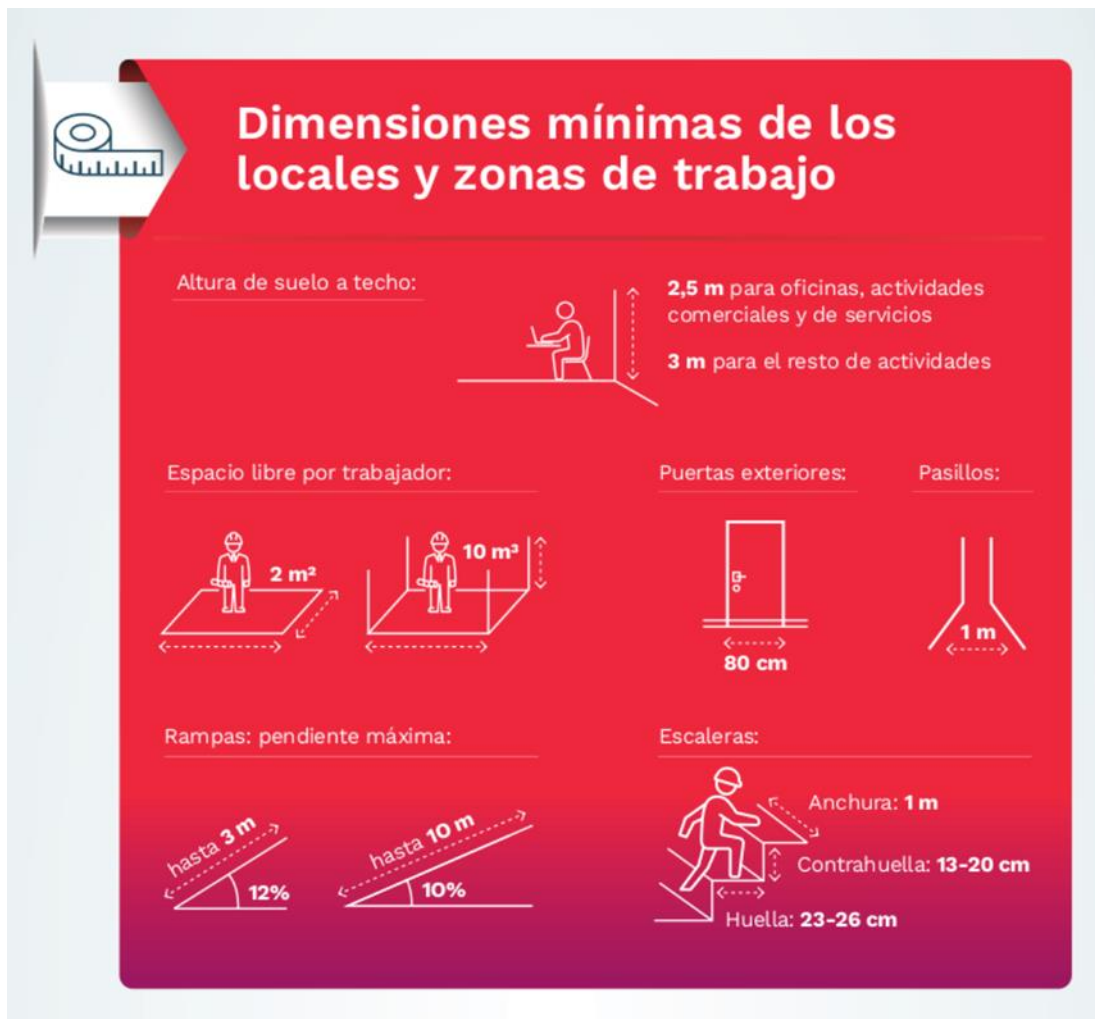 Dimensiones mínimas de los
locales y zonas de trabajo
Altura de suelo a techo:
2,5 m para oficinas, actividades
comerciales y de servicios
3 m para el resto de actividades
Espacio libre por trabajador:
2 m²
10 m³
Puertas exteriores:
80 cm
Pasillos:
1 m
Rampas: pendiente máxima:
hasta 3 m
12%
hasta 10 m
10%
Escaleras:
Anchura: 1 m
Contrahuella: 13-20 cm
Huella: 23-26 cm